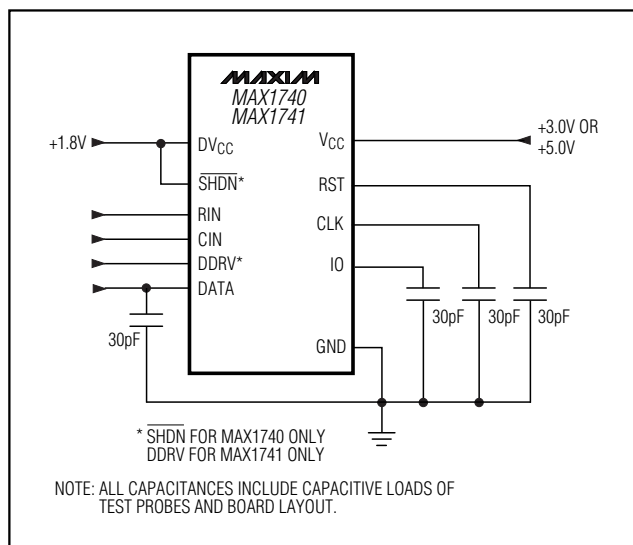 MAXIM
MAX1740
MAX1741
+1.8V
DVCC
VCC
+3.0V OR
+5.0V
SHDN*
RST
RIN
CLK
CIN
DDRV*
IO
DATA
30pF
30pF
30pF
30pF
GND
* SHDN FOR MAX1740 ONLY
DDRV FOR MAX1741 ONLY
NOTE: ALL CAPACITANCES INCLUDE CAPACITIVE LOADS OF
TEST PROBES AND BOARD LAYOUT.